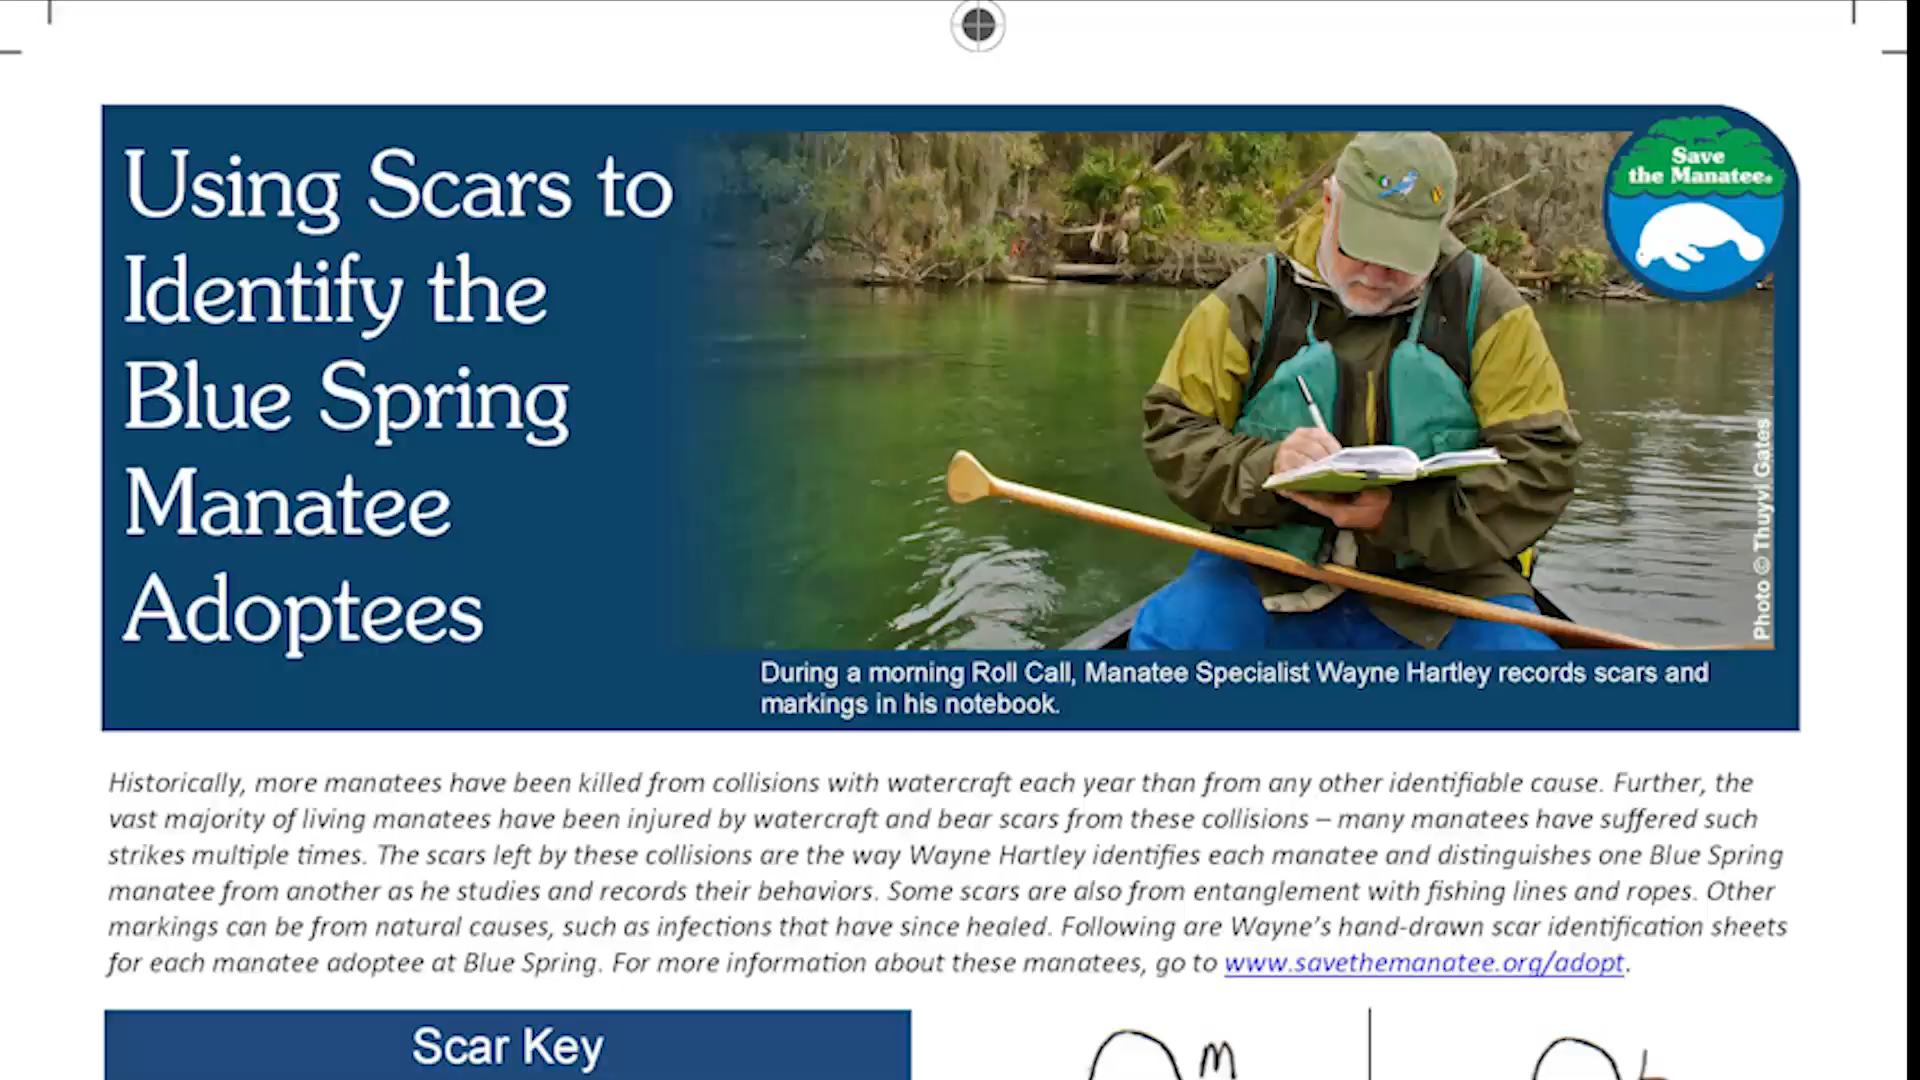 Using Scars to
Identify the
Blue Spring
Manatee
Adoptees
Save
the Manatee®
Photo © Thuyvi Gates
During a morning Roll Call, Manatee Specialist Wayne Hartley records scars and
markings in his notebook.
Historically, more manatees have been killed from collisions with watercraft each year than from any other identifiable cause. Further, the
vast majority of living manatees have been injured by watercraft and bear scars from these collisions – many manatees have suffered such
strikes multiple times. The scars left by these collisions are the way Wayne Hartley identifies each manatee and distinguishes one Blue Spring
manatee from another as he studies and records their behaviors. Some scars are also from entanglement with fishing lines and ropes. Other
markings can be from natural causes, such as infections that have since healed. Following are Wayne's hand-drawn scar identification sheets
for each manatee adoptee at Blue Spring. For more information about these manatees, go to www.savethemanatee.org/adopt.
Scar Key